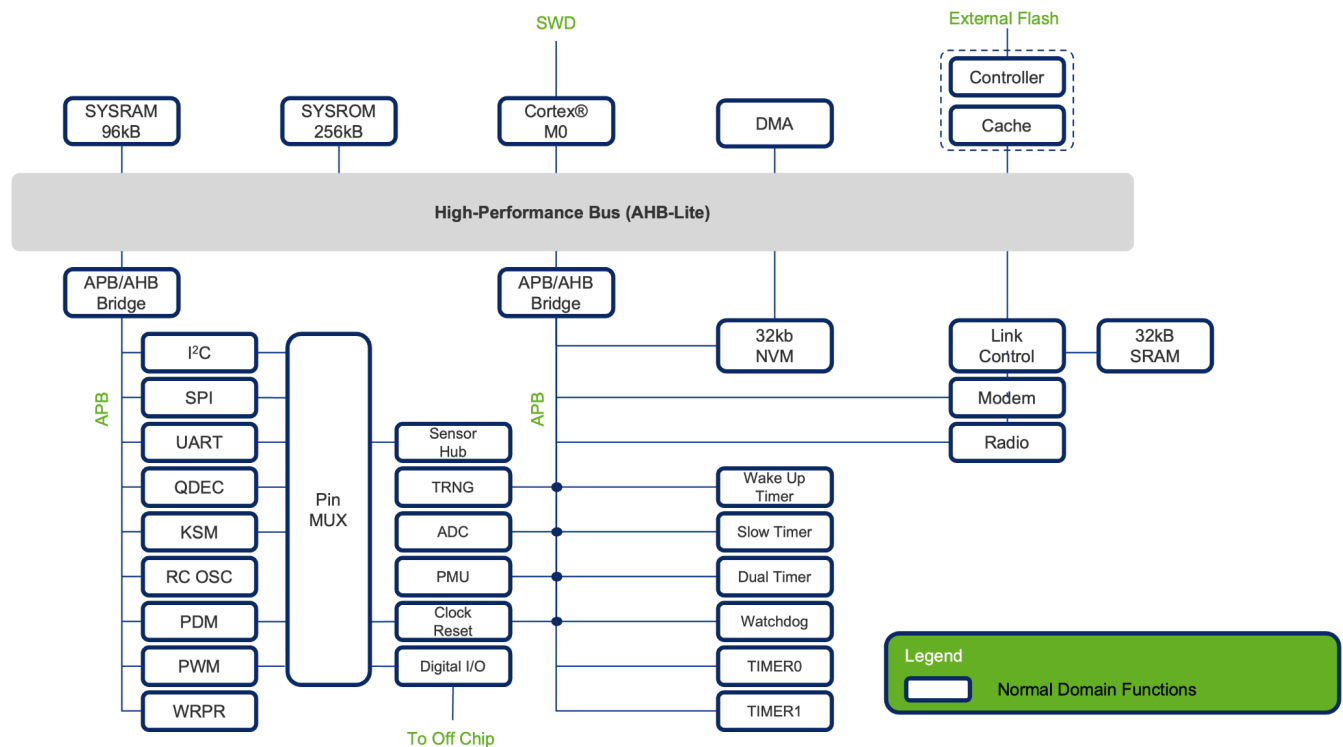 SWD
External Flash
SYSRAM
96kB
SYSROM
256kB
Cortex®
M0
DMA
Controller
Cache
High-Performance Bus (AHB-Lite)
APB/AHB
Bridge
APB/AHB
Bridge
APB
I²C
SPI
UART
QDEC
KSM
RC OSC
PDM
PWM
WRPR
Pin
MUX
Sensor
Hub
TRNG
ADC
PMU
Clock
Reset
Digital I/O
To Off Chip
APB
32kb
NVM
Link
Control
32kB
SRAM
Modem
Radio
Wake Up
Timer
Slow Timer
Dual Timer
Watchdog
TIMER0
TIMER1
Legend
Normal Domain Functions